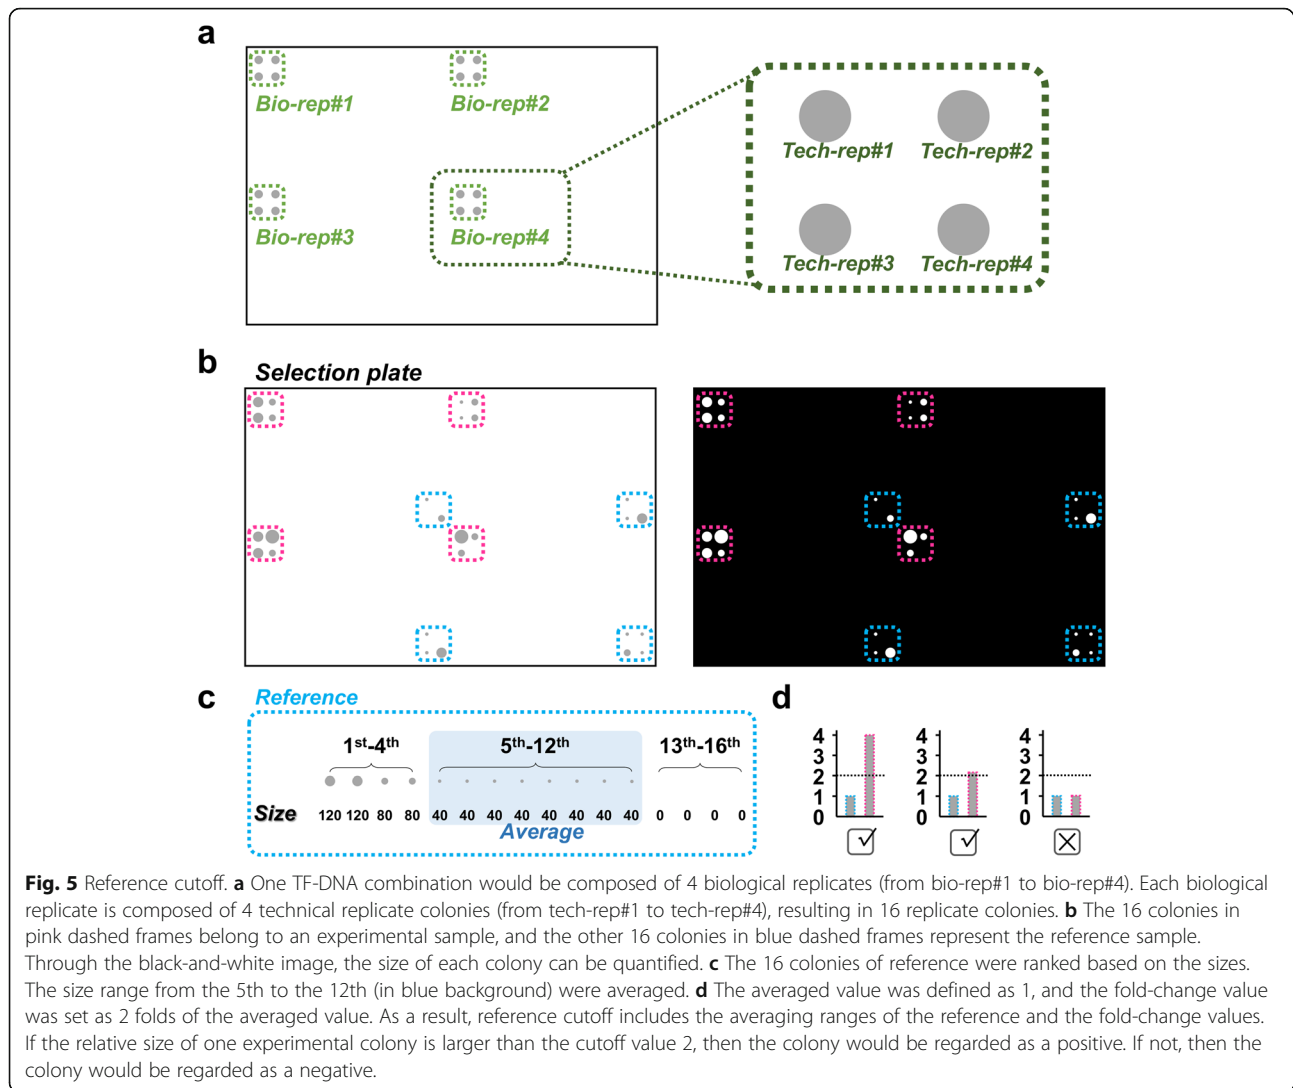 a
Bio-rep#1
Bio-rep#2
Bio-rep#3
Bio-rep#4
Tech-rep#1
Tech-rep#2
Tech-rep#3
Tech-rep#4
b
Selection plate
c
Reference
1st-4th
5th-12th
13th-16th
Size
120 120 80 80 40 40 40 40 40 40 40 40 0 0 0 0
Average
d
4
3
2
1
0
4
3
2
1
0
4
3
2
1
0
Fig. 5 Reference cutoff. a One TF-DNA combination would be composed of 4 biological replicates (from bio-rep#1 to bio-rep#4). Each biological
replicate is composed of 4 technical replicate colonies (from tech-rep#1 to tech-rep#4), resulting in 16 replicate colonies. b The 16 colonies in
pink dashed frames belong to an experimental sample, and the other 16 colonies in blue dashed frames represent the reference sample.
Through the black-and-white image, the size of each colony can be quantified. c The 16 colonies of reference were ranked based on the sizes.
The size range from the 5th to the 12th (in blue background) were averaged. d The averaged value was defined as 1, and the fold-change value
was set as 2 folds of the averaged value. As a result, reference cutoff includes the averaging ranges of the reference and the fold-change values.
If the relative size of one experimental colony is larger than the cutoff value 2, then the colony would be regarded as a positive. If not, then the
colony would be regarded as a negative.